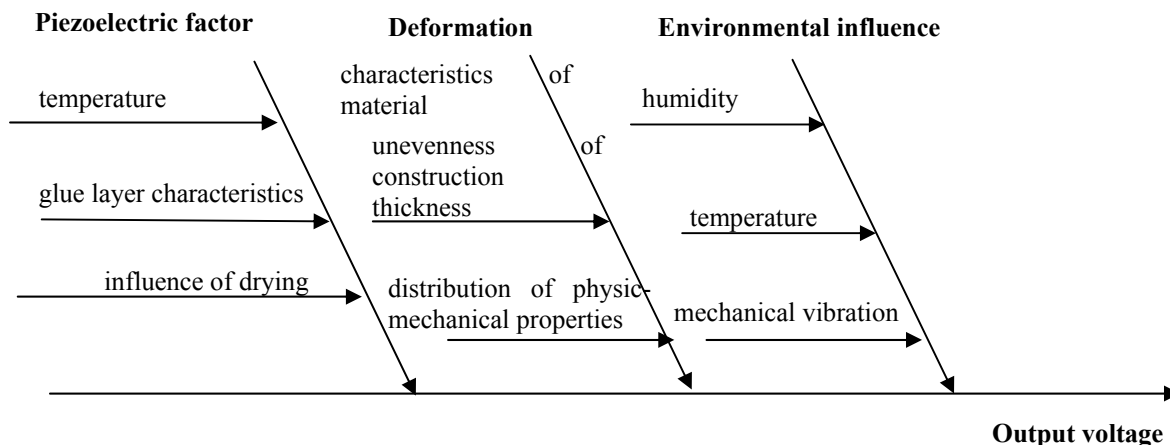 Piezoelectric factor
Deformation
Environmental influence
temperature
glue layer characteristics
influence of drying
characteristics of
material
unevenness of
construction
thickness
distribution of physic-
mechanical properties
humidity
temperature
mechanical vibration
Output voltage